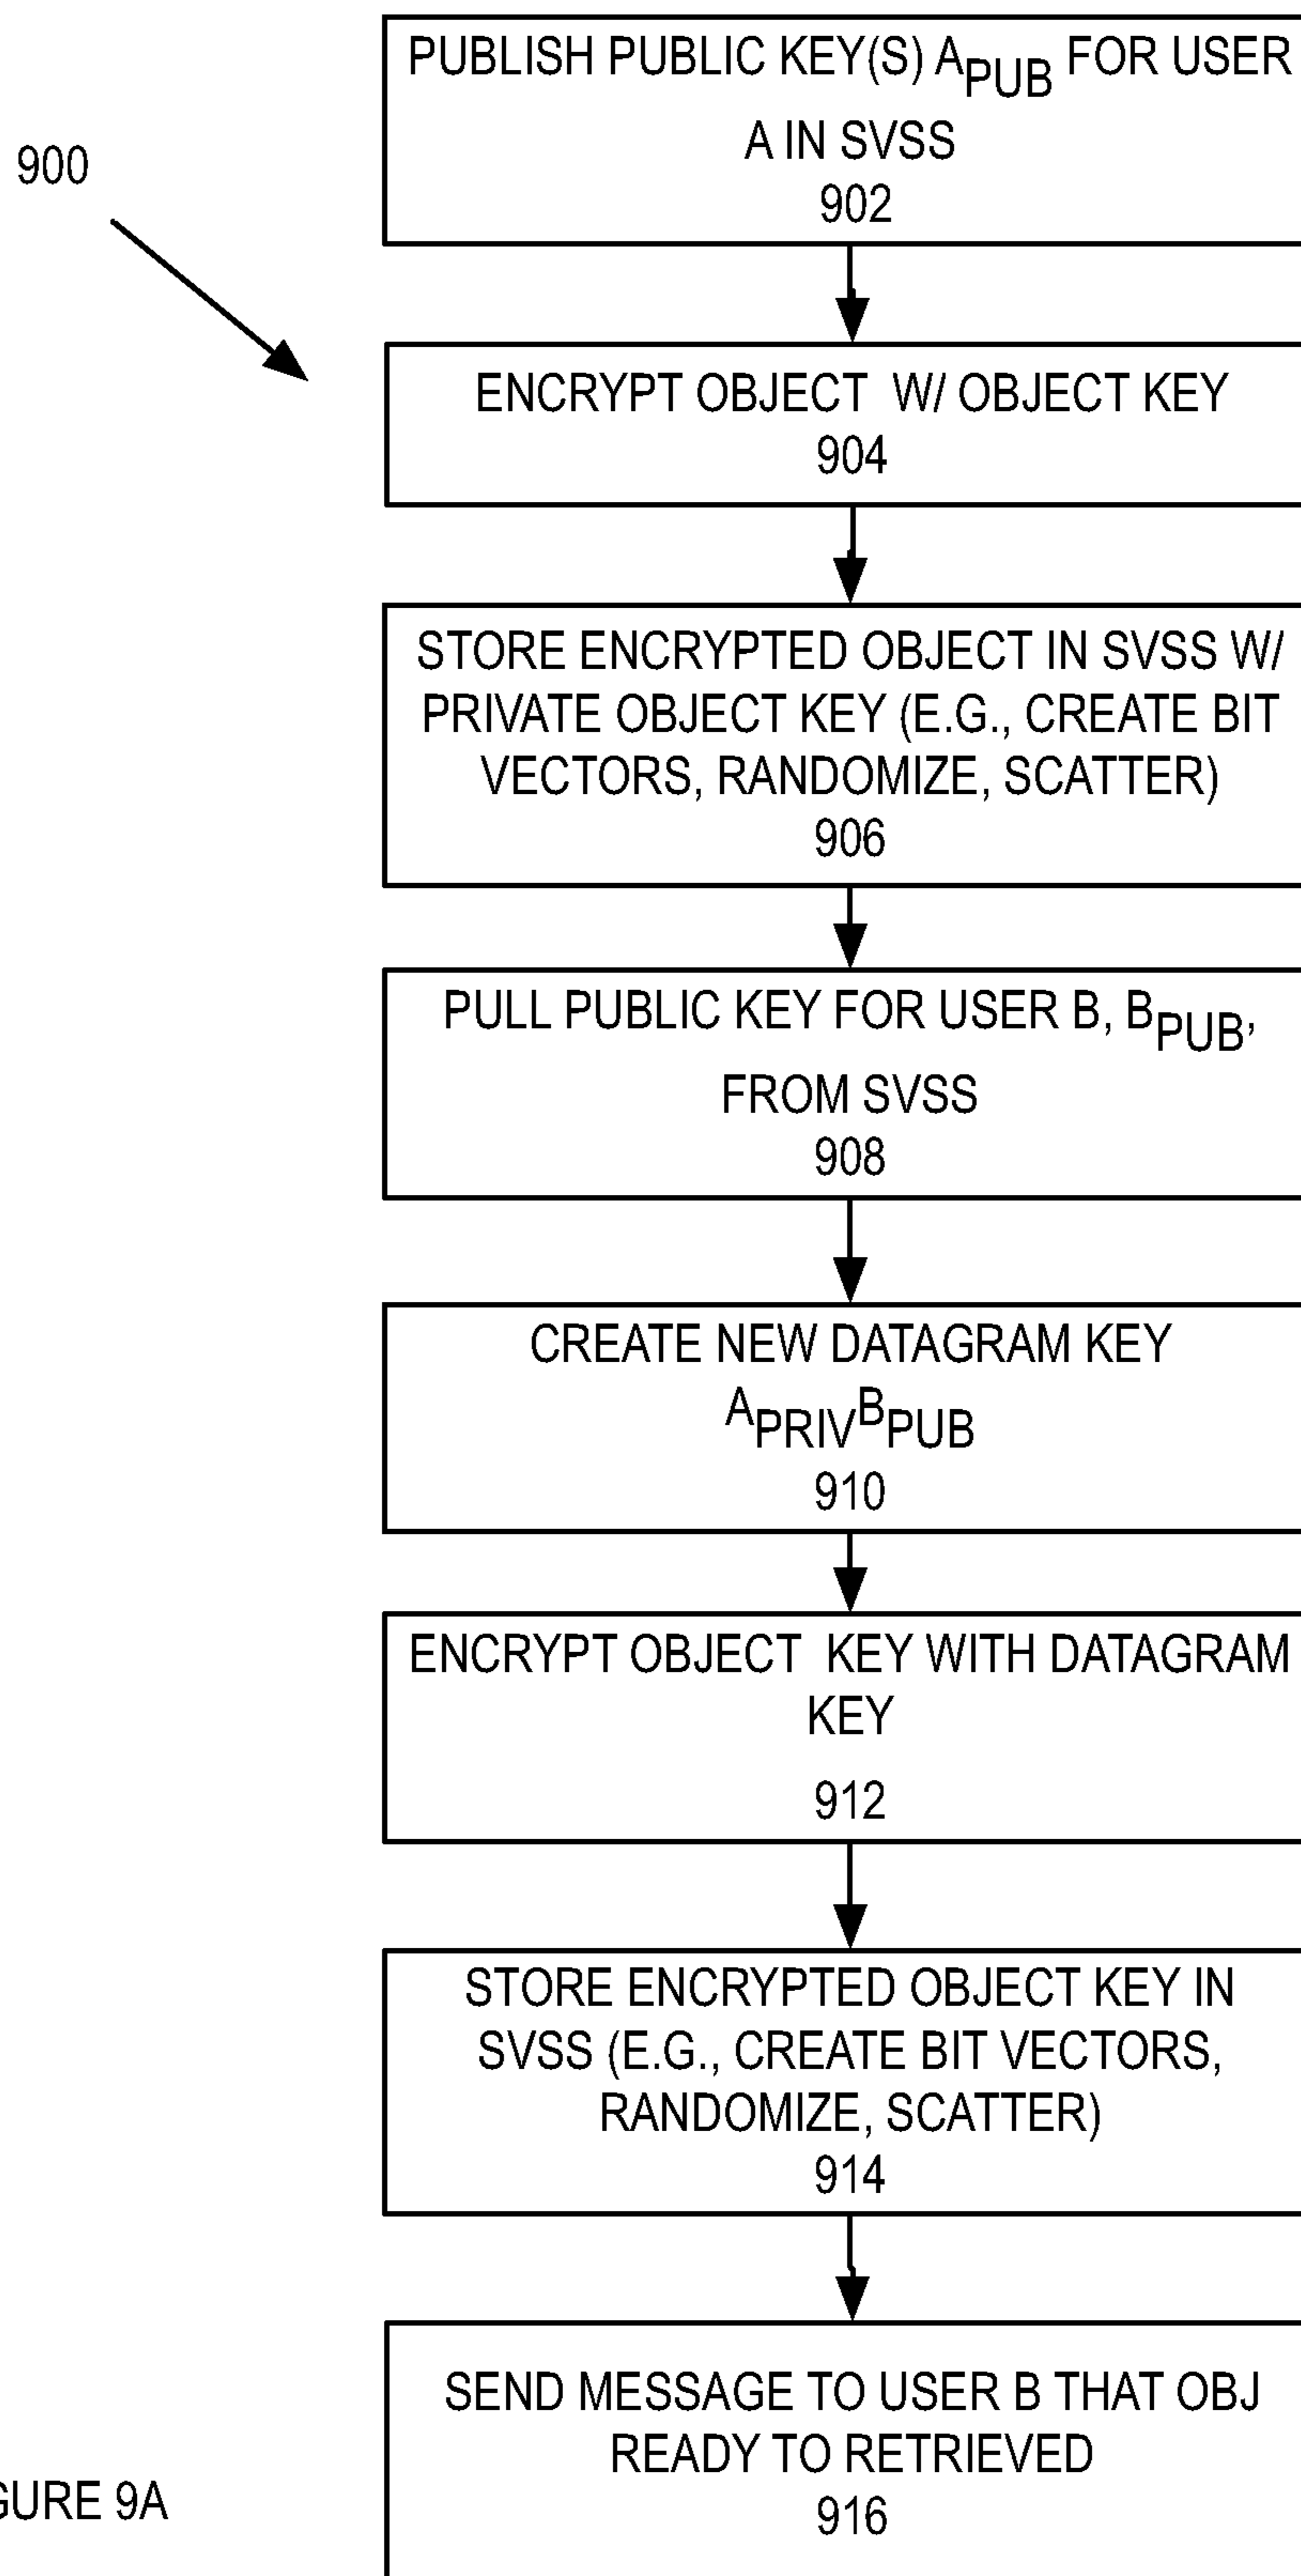 PUBLISH PUBLIC KEY(S) APUB FOR USER
A IN SVSS
902
900
ENCRYPT OBJECT W/ OBJECT KEY
904
STORE ENCRYPTED OBJECT IN SVSS W/
PRIVATE OBJECT KEY (E.G., CREATE BIT
VECTORS, RANDOMIZE, SCATTER)
906
PULL PUBLIC KEY FOR USER B, BPUB,
FROM SVSS
908
CREATE NEW DATAGRAM KEY
APRIVBPUB
910
ENCRYPT OBJECT KEY WITH DATAGRAM
KEY
912
STORE ENCRYPTED OBJECT KEY IN
SVSS (E.G., CREATE BIT VECTORS,
RANDOMIZE, SCATTER)
914
SEND MESSAGE TO USER B THAT OBJ
READY TO RETRIEVED
916
GURE 9A